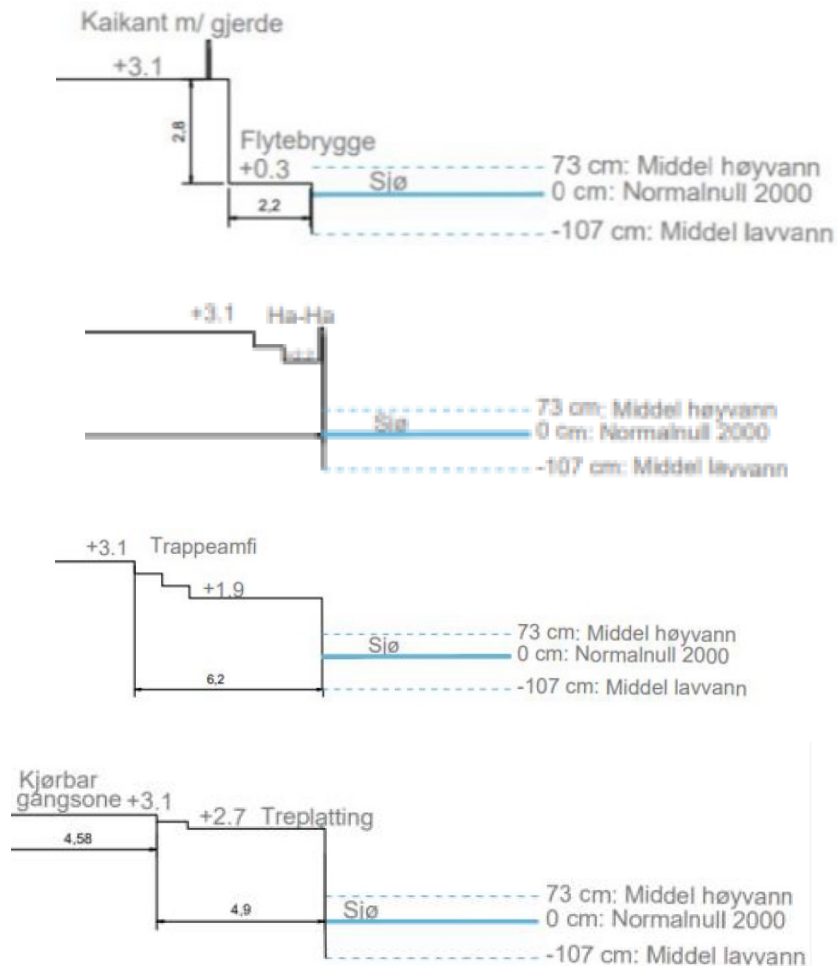 Kaikant m/ gjerde
+3.1
2,8
Flytebrygge
+0.3
2,2
Sjø
73 cm: Middel høyvann
0 cm: Normalnull 2000
-107 cm: Middel lavvann
+3.1 Ha-Ha
Sjø
73 cm: Middel høyvann
0 cm: Normalnull 2000
-107 cm: Middel lavvann
+3.1 Trappeamfi
+1.9
6,2
Sjø
73 cm: Middel høyvann
0 cm: Normalnull 2000
-107 cm: Middel lavvann
Kjørbar
gangsone +3.1
+2.7 Treplatting
4,58
4,9
Sjø
73 cm: Middel høyvann
0 cm: Normalnull 2000
-107 cm: Middel lavvann